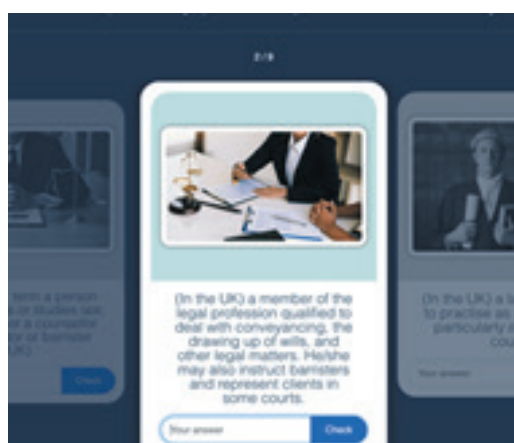 2/9
(In the UK) a member of the
legal profession qualified to
deal with conveyancing, the
drawing up of wills, and
other legal matters. He/she
may also instruct barristers
and represent clients in
some courts.
Your answer
Check
term a person
s or studies law,
or a counsellor
tor or barrister
UK)
Check
(In the UK) a
to practise as
particularly
cou
Your answer